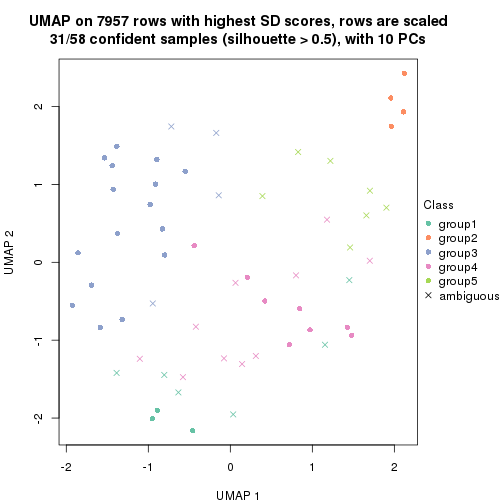 UMAP on 7957 rows with highest SD scores, rows are scaled
31/58 confident samples (silhouette > 0.5), with 10 PCs
2
1
0
-1
-2
UMAP 2
-2
-1
0
1
2
UMAP 1
Class
group1
group2
group3
group4
group5
ambiguous